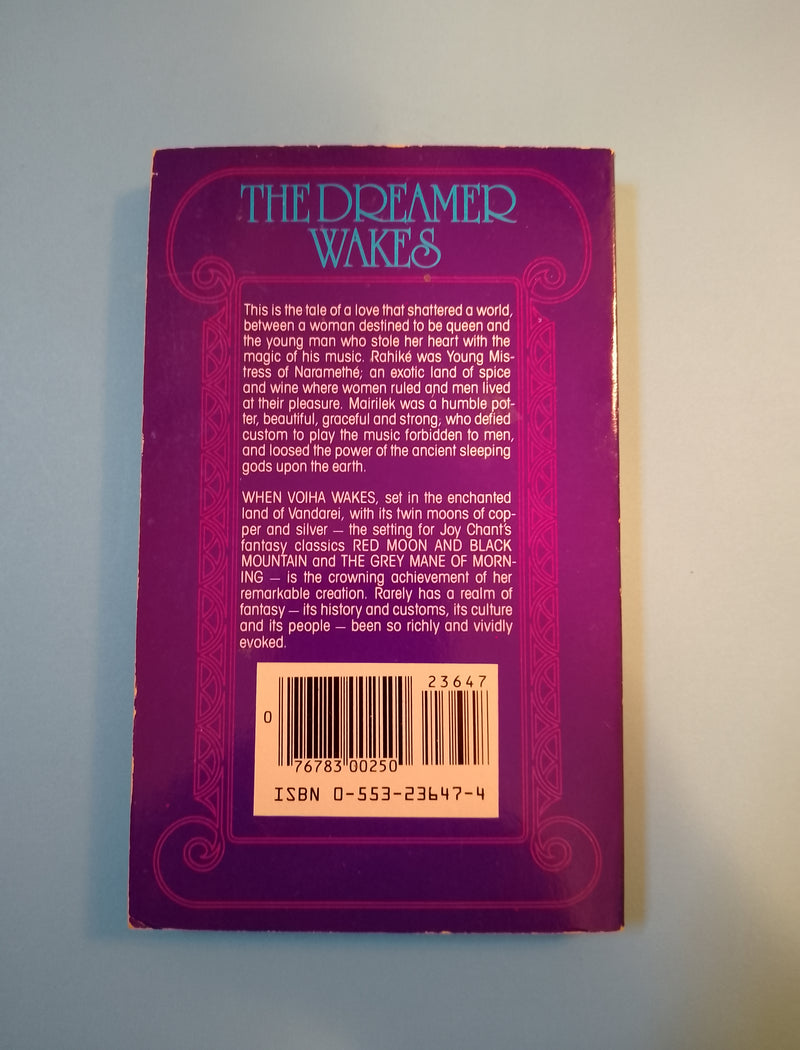 THE DREAMER
WAKES
This is the tale of a love that shattered a world,
between a woman destined to be queen and
the young man who stole her heart with the
magic of his music. Rahiké was Young Mis-
tress of Naramethé; an exotic land of spice
and wine where women ruled and men lived
at their pleasure. Mairilek was a humble pot-
ter, beautiful, graceful and strong, who defied
custom to play the music forbidden to men,
and loosed the power of the ancient sleeping
gods upon the earth.
WHEN VOIHA WAKES, set in the enchanted
land of Vandarei, with its twin moons of cop-
per and silver — the setting for Joy Chant's
fantasy classics RED MOON AND BLACK
MOUNTAIN and THE GREY MANE OF MORN-
ING — is the crowning achievement of her
remarkable creation. Rarely has a realm of
fantasy — its history and customs, its culture
and its people — been so richly and vividly
evoked.
23647
0
76783 00250
ISBN 0-553-23647-4